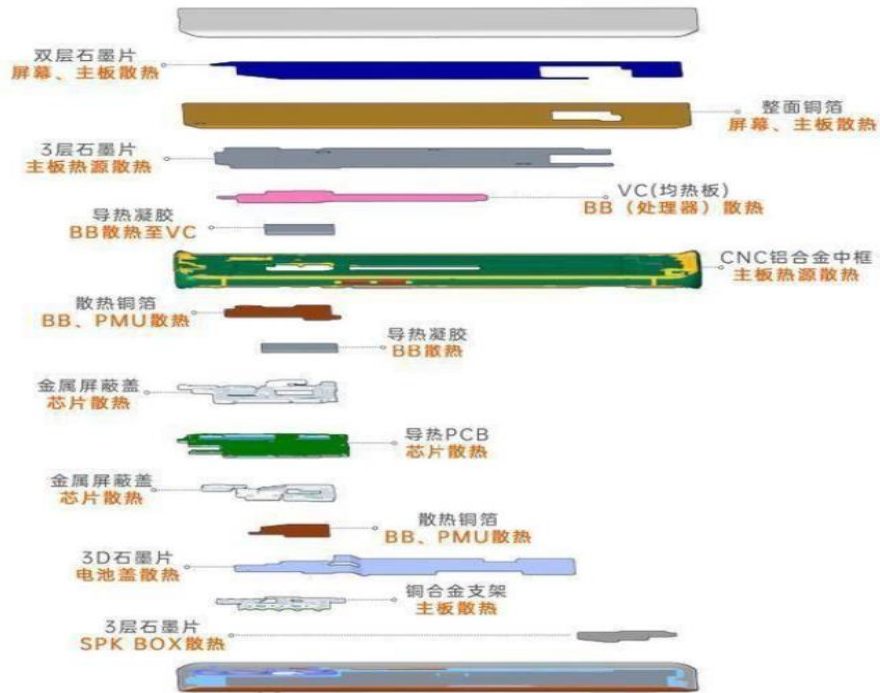 双层石墨片
屏幕、主板散热
整面铜箔
屏幕、主板散热
3层石墨片
主板热源散热
VC(均热板)
BB（处理器）散热
导热凝胶
BB散热至VC
CNC铝合金中框
主板热源散热
散热铜箔
BB、PMU散热
导热凝胶
BB散热
金属屏蔽盖
芯片散热
导热PCB
芯片散热
金属屏蔽盖
芯片散热
散热铜箔
BB、PMU散热
3D石墨片
电池盖散热
铜合金支架
主板散热
3层石墨片
SPK BOX散热